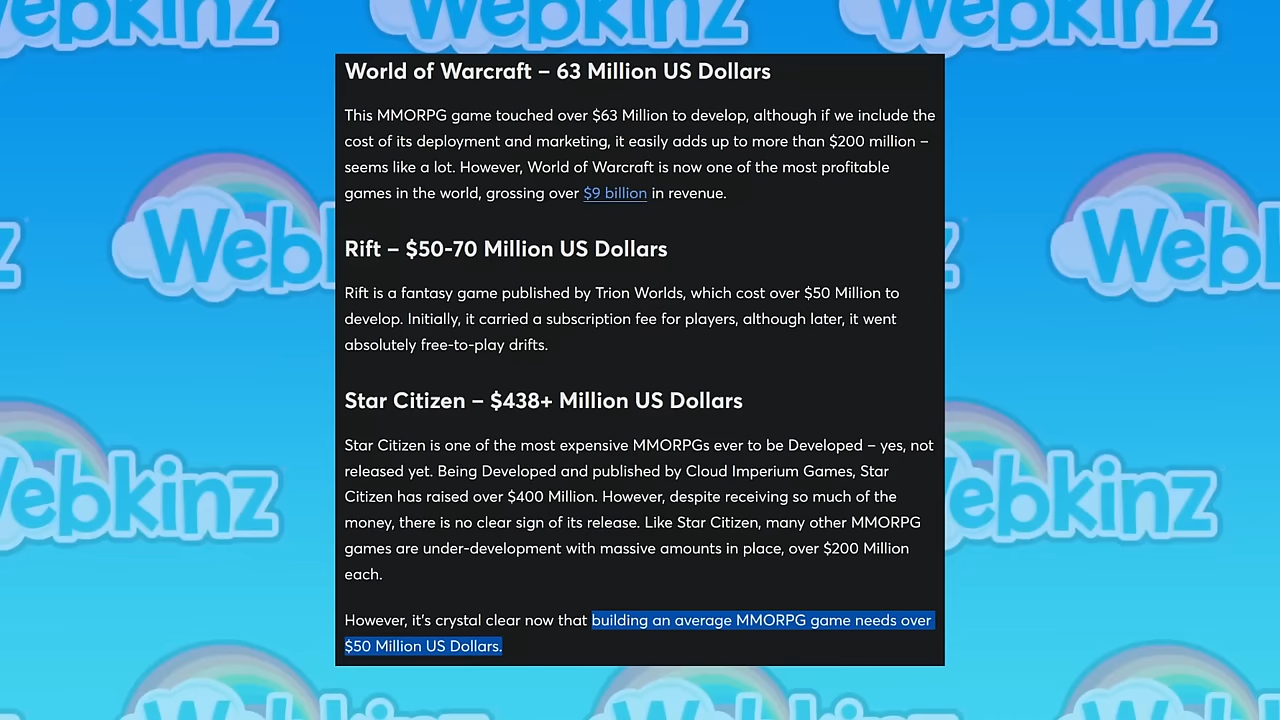 Webkinz
Webkinz
Webkinz
World of Warcraft – 63 Million US Dollars
This MMORPG game touched over $63 Million to develop, although if we include the
cost of its deployment and marketing, it easily adds up to more than $200 million –
seems like a lot. However, World of Warcraft is now one of the most profitable
games in the world, grossing over $9 billion in revenue.
Rift – $50-70 Million US Dollars
Rift is a fantasy game published by Trion Worlds, which cost over $50 Million to
develop. Initially, it carried a subscription fee for players, although later, it went
absolutely free-to-play drifts.
Star Citizen – $438+ Million US Dollars
Star Citizen is one of the most expensive MMORPGs ever to be Developed – yes, not
released yet. Being Developed and published by Cloud Imperium Games, Star
Citizen has raised over $400 Million. However, despite receiving so much of the
money, there is no clear sign of its release. Like Star Citizen, many other MMORPG
games are under-development with massive amounts in place, over $200 Million
each.
Webkinz
Webkinz
However, it's crystal clear now that building an average MMORPG game needs over
$50 Million US Dollars.